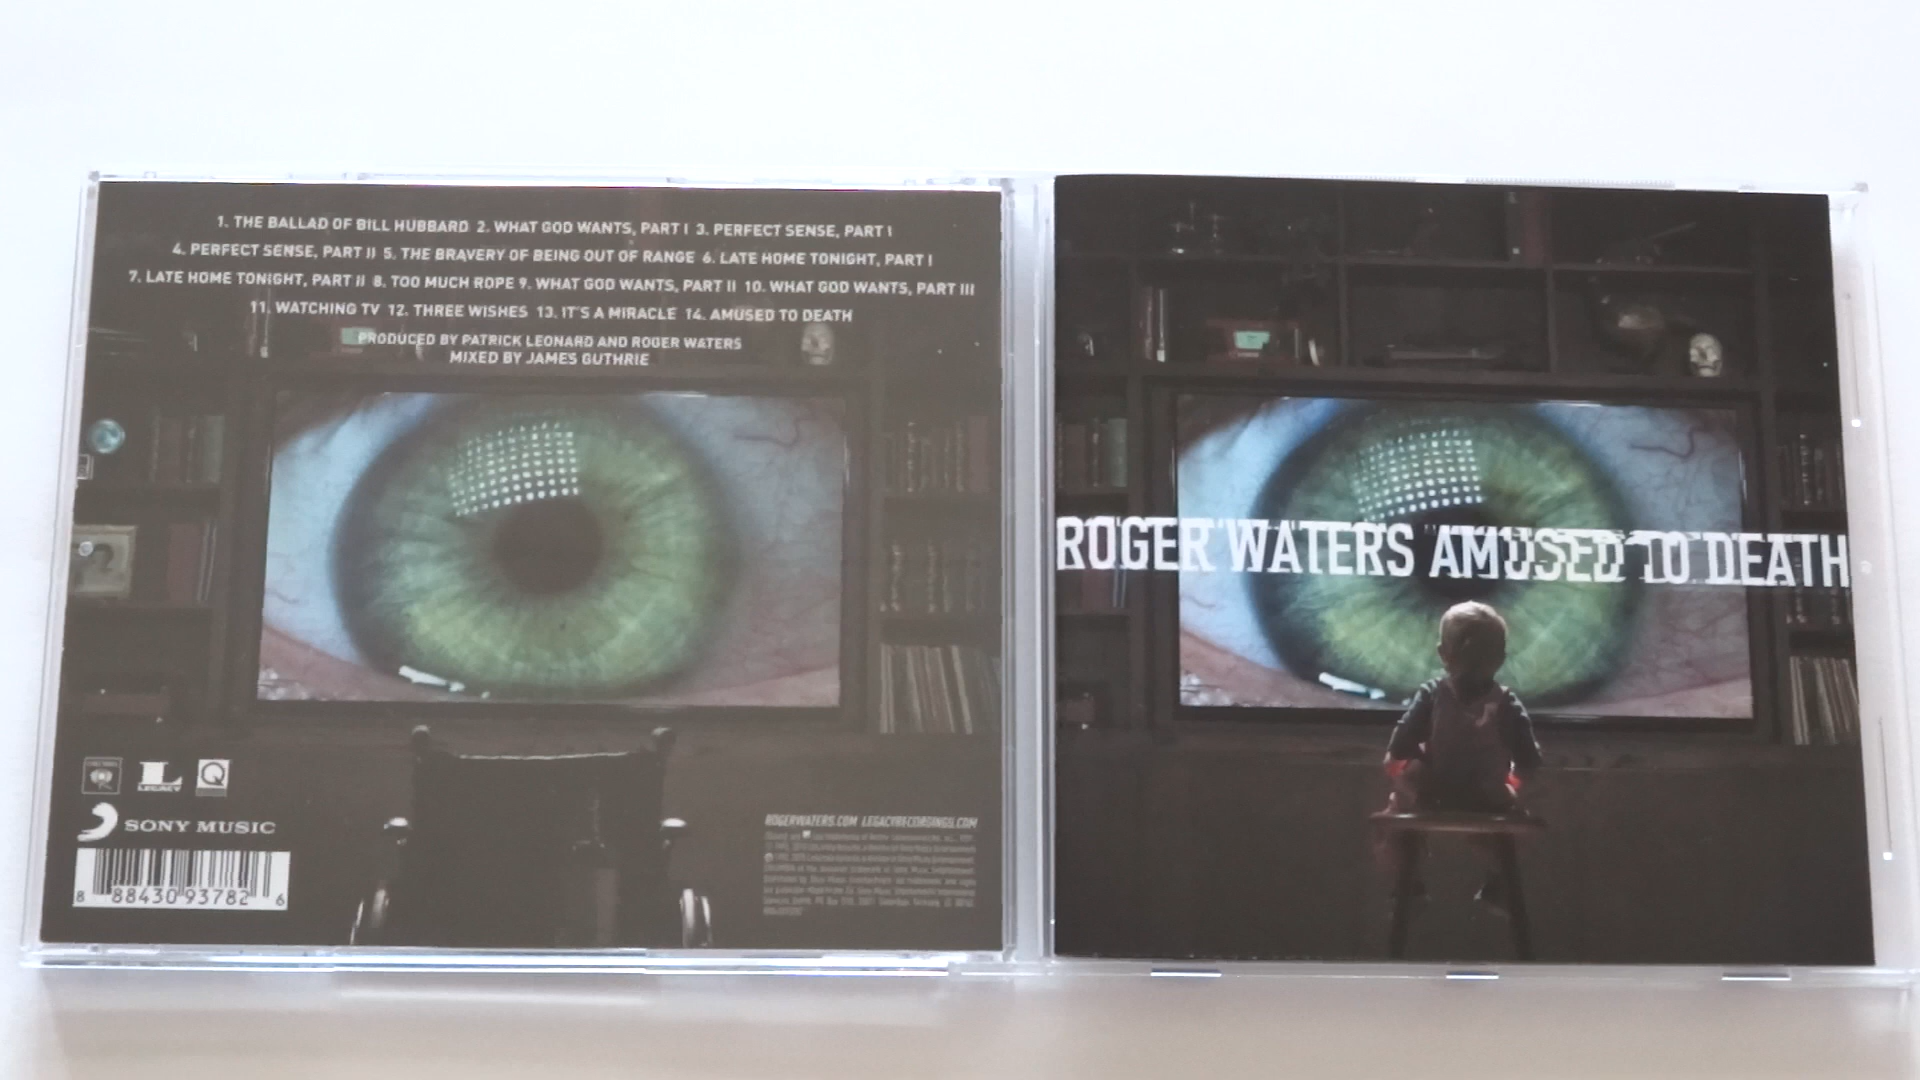 1. THE BALLAD OF BILL HUBBARD 2. WHAT GOD WANTS, PART I 3. PERFECT SENSE, PART I
4. PERFECT SENSE, PART II 5. THE BRAVERY OF BEING OUT OF RANGE 6. LATE HOME TONIGHT, PART I
7. LATE HOME TONIGHT, PART II 8. TOO MUCH ROPE 9. WHAT GOD WANTS, PART II 10. WHAT GOD WANTS, PART III
11. WATCHING TV 12. THREE WISHES 13. IT'S A MIRACLE 14. AMUSED TO DEATH
PRODUCED BY PATRICK LEONARD AND ROGER WATERS
MIXED BY JAMES GUTHRIE
L LEGACY Q
SONY MUSIC
8 88430 93782 6
ROGERWATERS.COM LEGACYRECORDINGS.COM
ROGER WATERS AMUSED TO DEATH